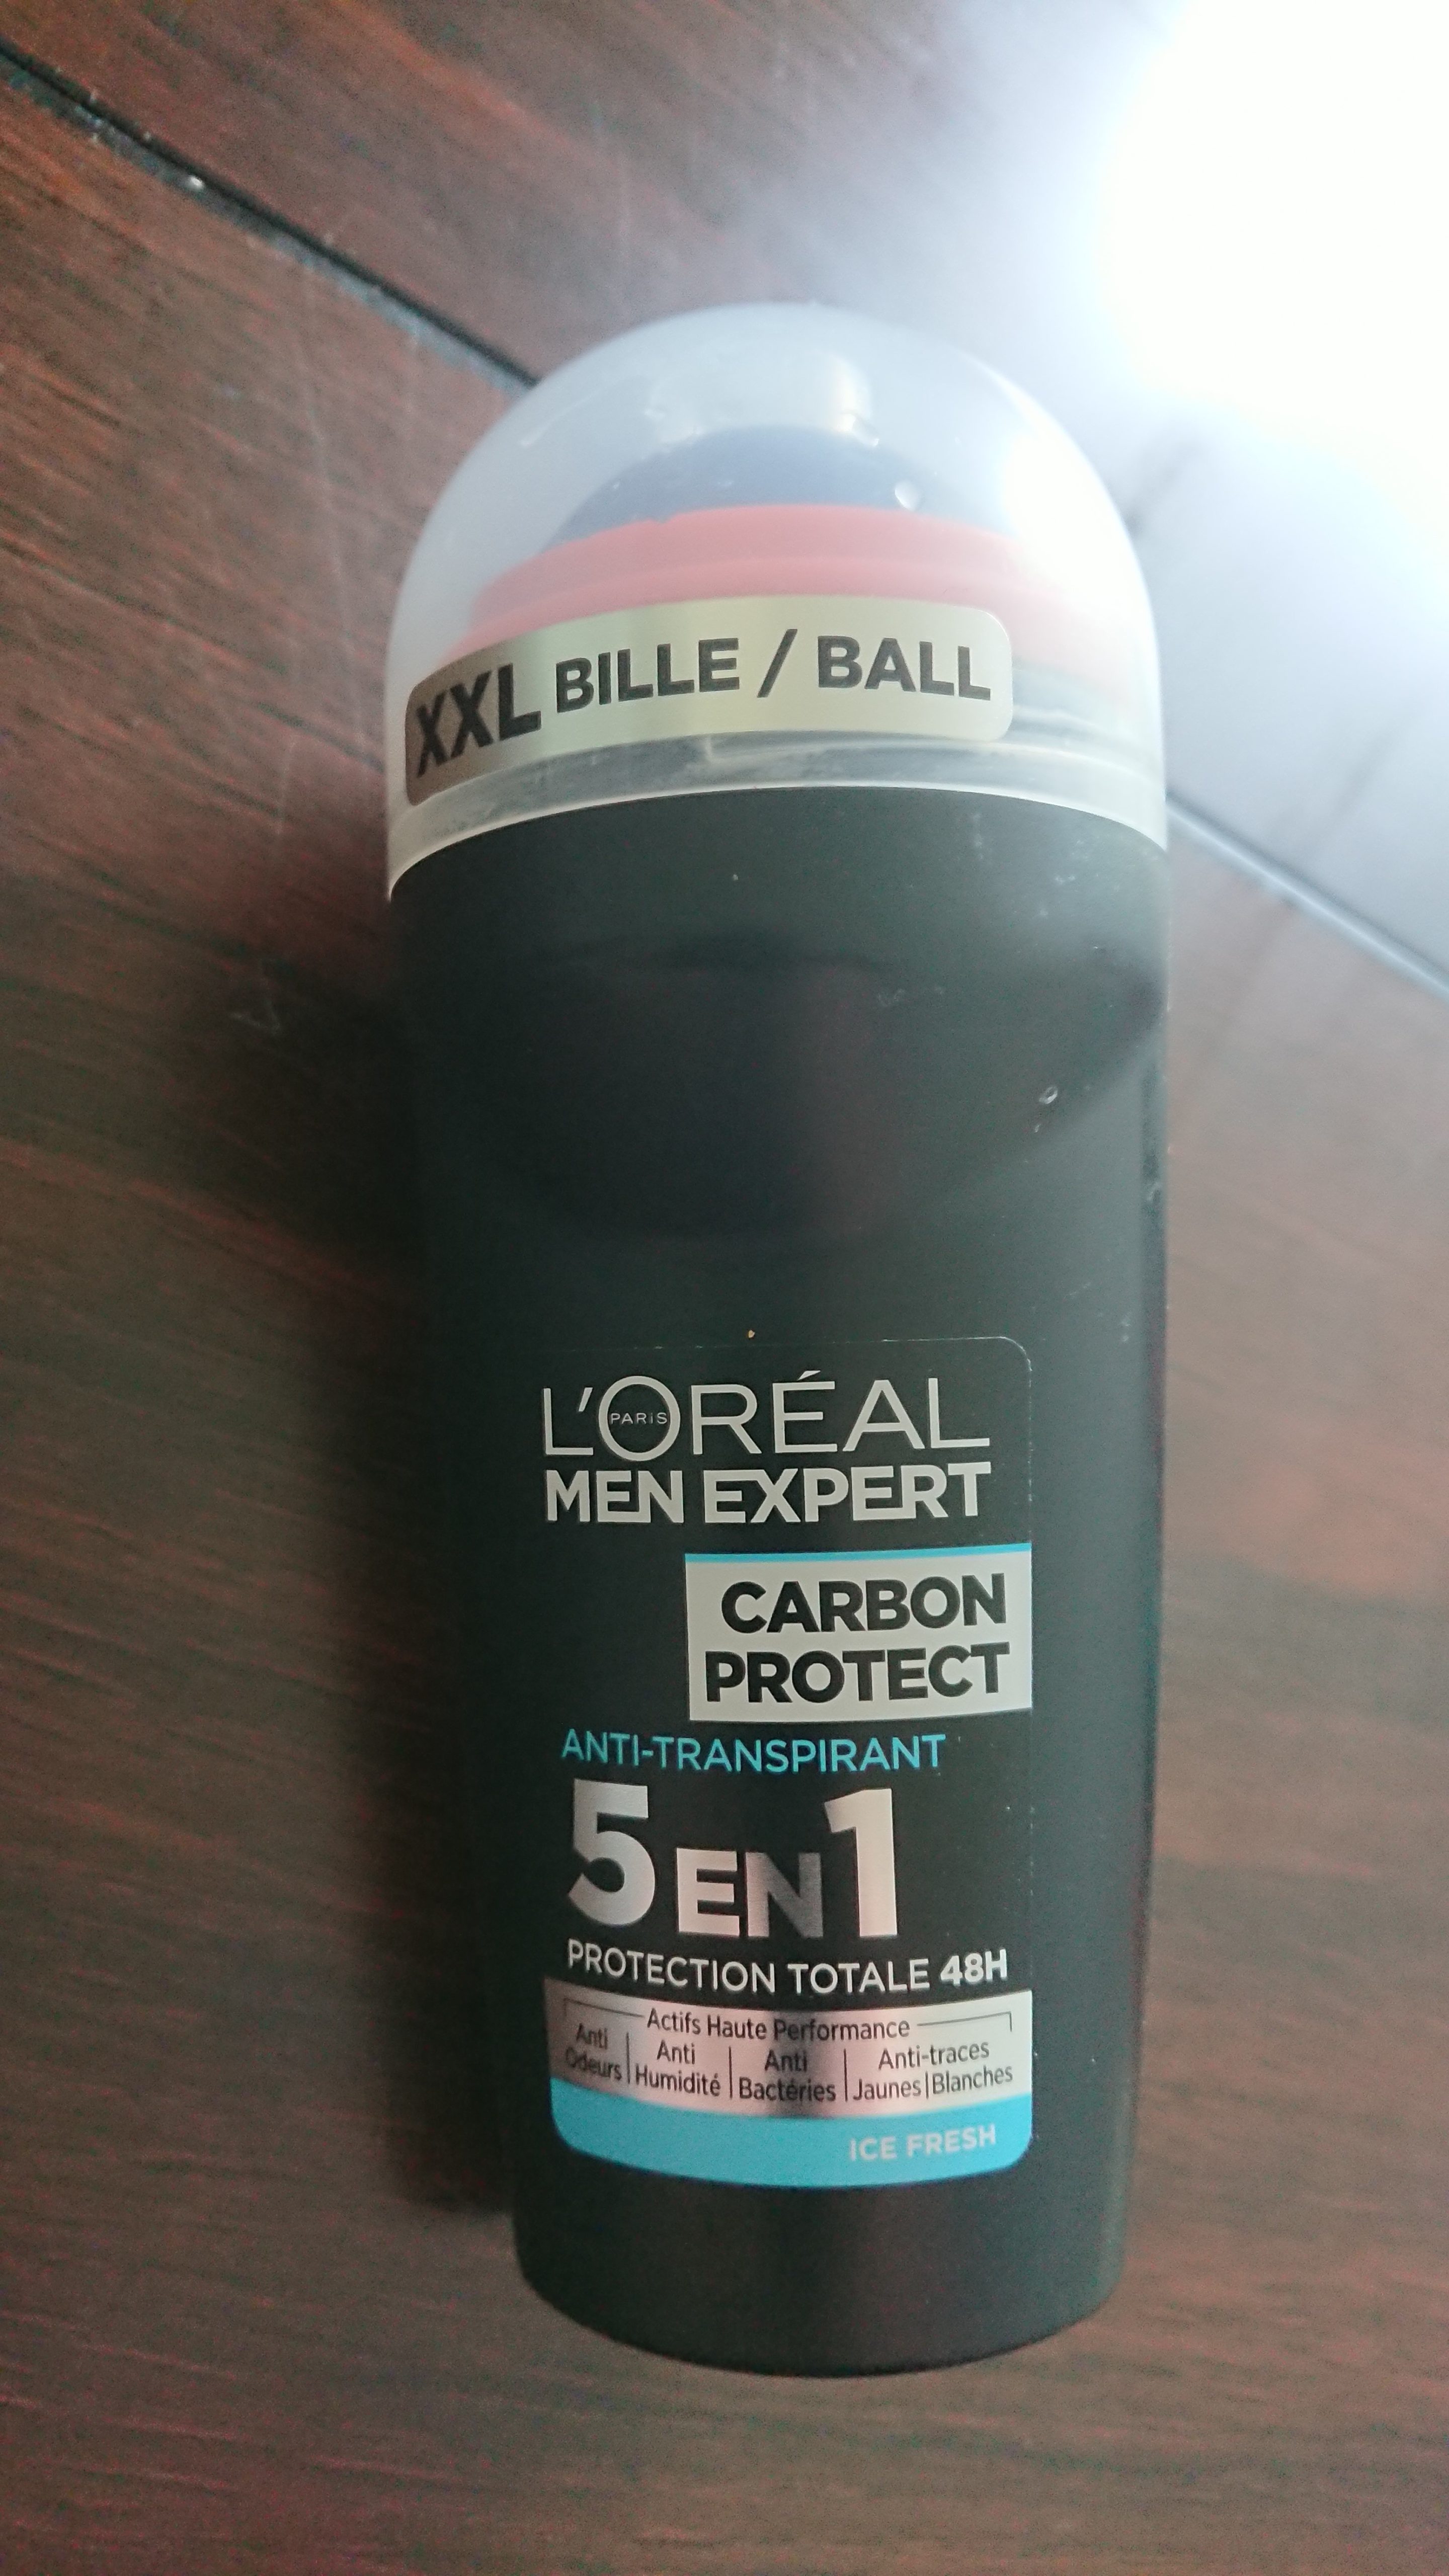 XXL BILLE / BALL
L'ORÉAL
PARIS
MEN EXPERT
CARBON
PROTECT
ANTI-TRANSPIRANT
5 EN 1
PROTECTION TOTALE 48H
Actifs Haute Performance
Anti Odeurs | Anti Humidité | Anti Bactéries | Anti-traces Jaunes | Blanches
ICE FRESH